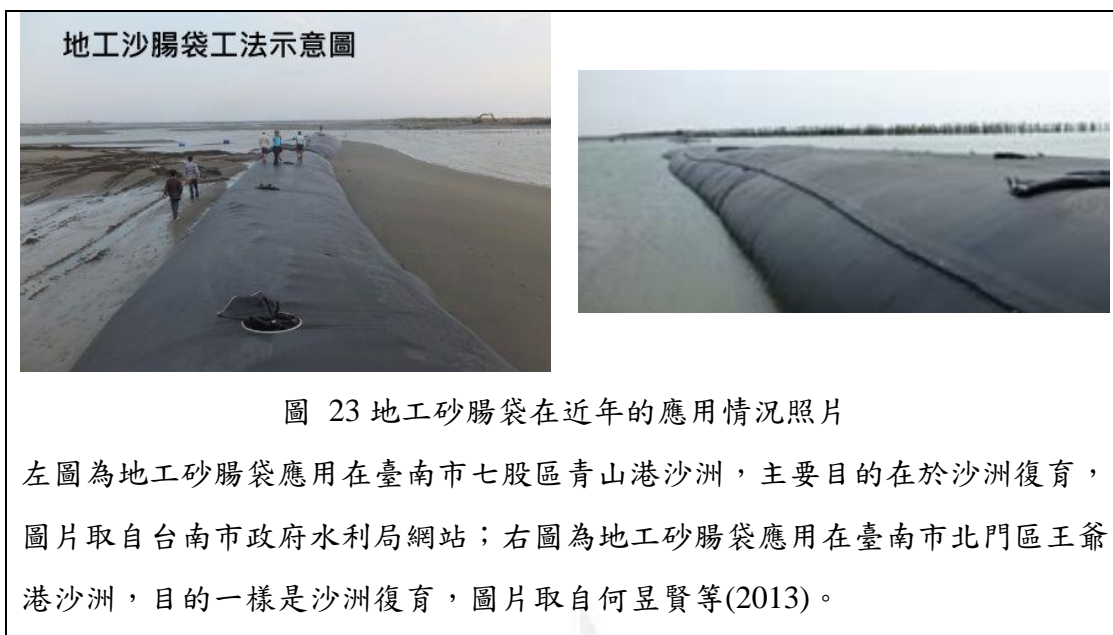 地工沙腸袋工法示意圖
圖 23 地工砂腸袋在近年的應用情況照片
左圖為地工砂腸袋應用在臺南市七股區青山港沙洲，主要目的在於沙洲復育，
圖片取自台南市政府水利局網站；右圖為地工砂腸袋應用在臺南市北門區王爺
港沙洲，目的一樣是沙洲復育，圖片取自何昱賢等(2013)。